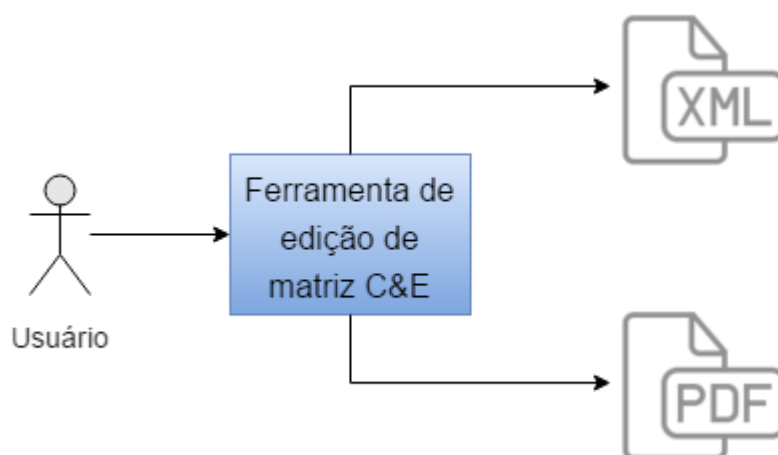 XML
Ferramenta de
edição de
matriz C&E
Usuário
PDF